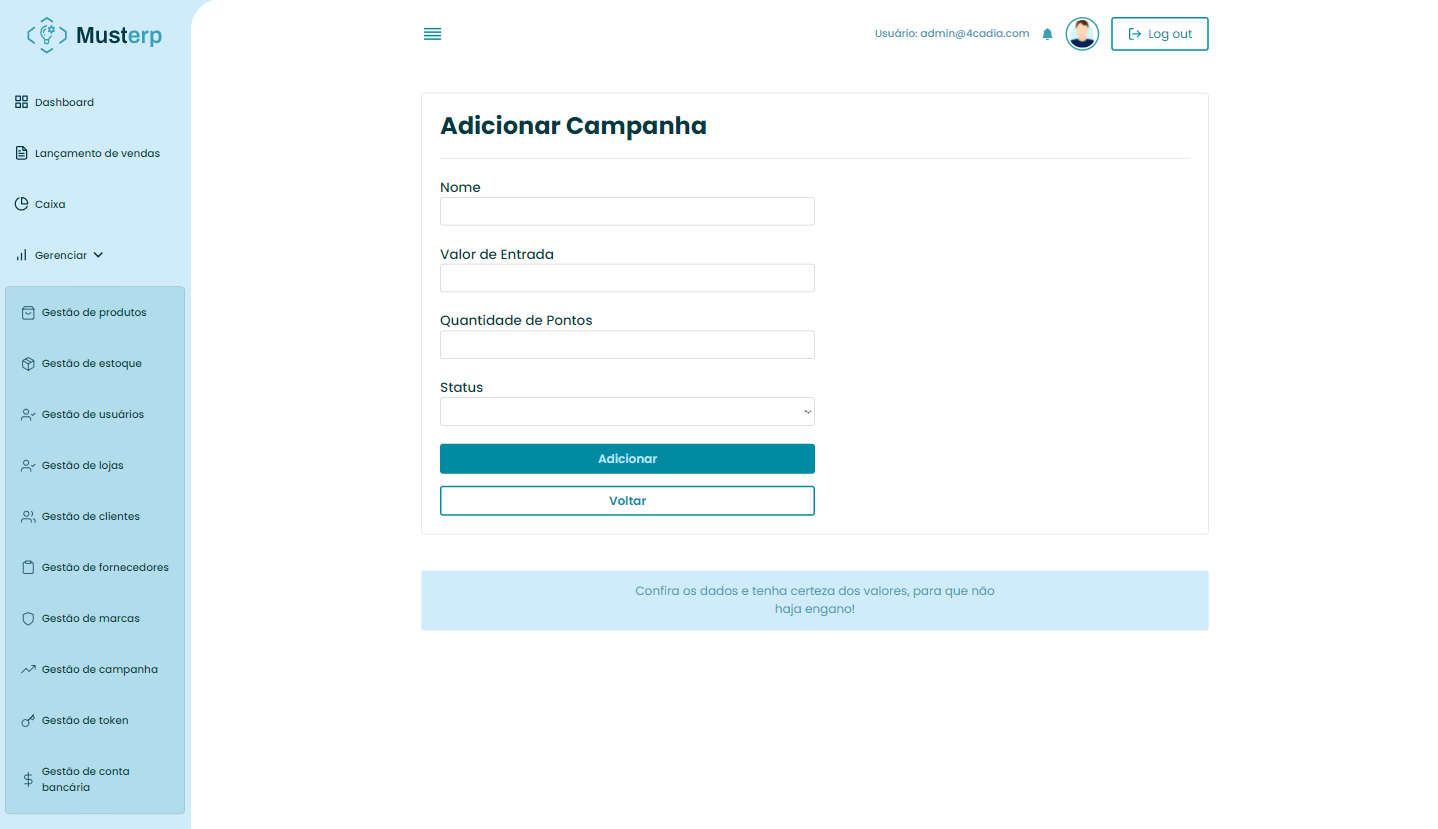 Musterp
Dashboard
Lançamento de vendas
Caixa
Gerenciar
Gestão de produtos
Gestão de estoque
Gestão de usuários
Gestão de lojas
Gestão de clientes
Gestão de fornecedores
Gestão de marcas
Gestão de campanha
Gestão de token
Gestão de conta
bancária
Usuário: admin@4cadia.com
Log out
Adicionar Campanha
Nome
Valor de Entrada
Quantidade de Pontos
Status
Adicionar
Voltar
Confira os dados e tenha certeza dos valores, para que não
haja engano!